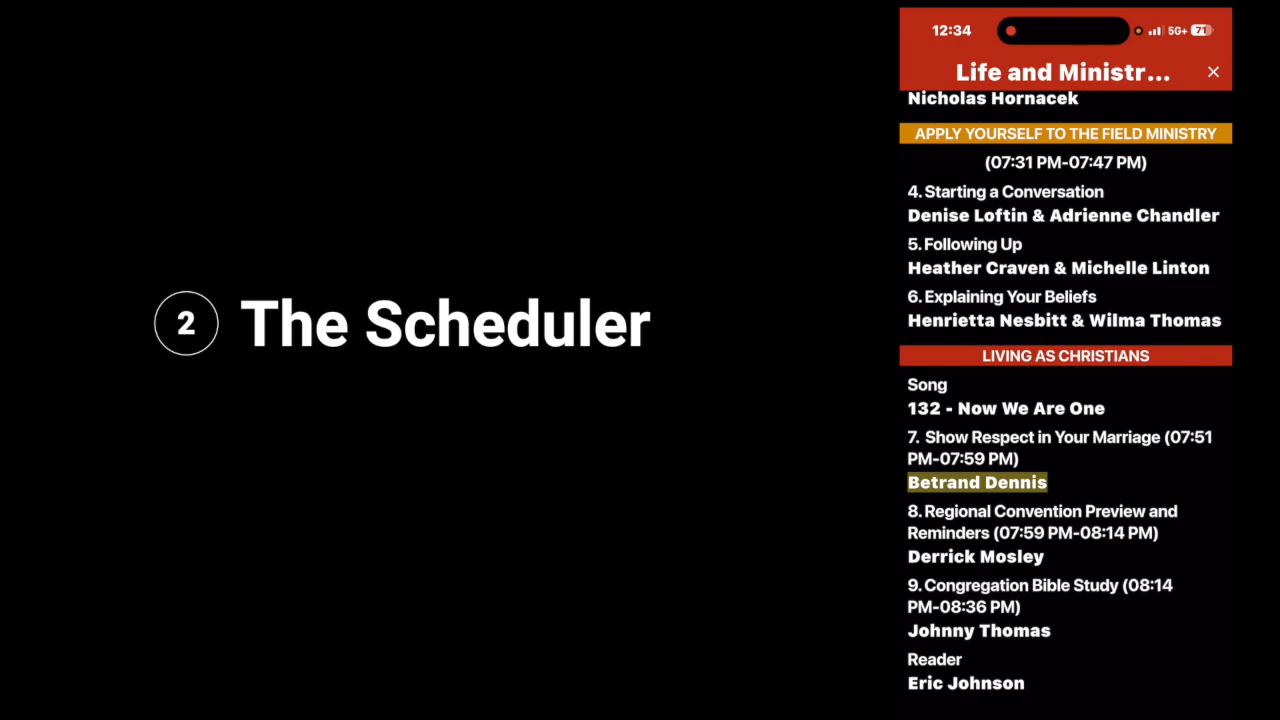 2 The Scheduler
12:34
5G+ 71
Life and Ministr... ×
Nicholas Hornacek
APPLY YOURSELF TO THE FIELD MINISTRY
(07:31 PM-07:47 PM)
4. Starting a Conversation
Denise Loftin & Adrienne Chandler
5. Following Up
Heather Craven & Michelle Linton
6. Explaining Your Beliefs
Henrietta Nesbitt & Wilma Thomas
LIVING AS CHRISTIANS
Song
132 - Now We Are One
7. Show Respect in Your Marriage (07:51
PM-07:59 PM)
Betrand Dennis
8. Regional Convention Preview and
Reminders (07:59 PM-08:14 PM)
Derrick Mosley
9. Congregation Bible Study (08:14
PM-08:36 PM)
Johnny Thomas
Reader
Eric Johnson